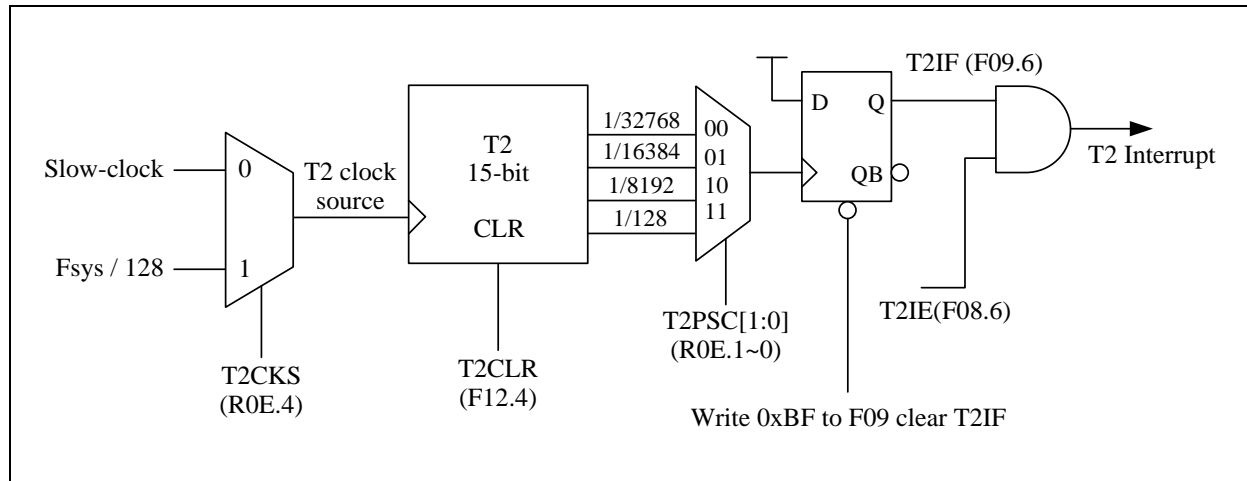 Slow-clock
Fsys / 128
0
1
T2CKS
(R0E.4)
T2 clock
source
T2
15-bit
CLR
T2CLR
(F12.4)
1/32768
1/16384
1/8192
1/128
00
01
10
11
T2PSC[1:0]
(R0E.1~0)
D
Q
QB
T2IF (F09.6)
T2IE(F08.6)
T2 Interrupt
Write 0xBF to F09 clear T2IF